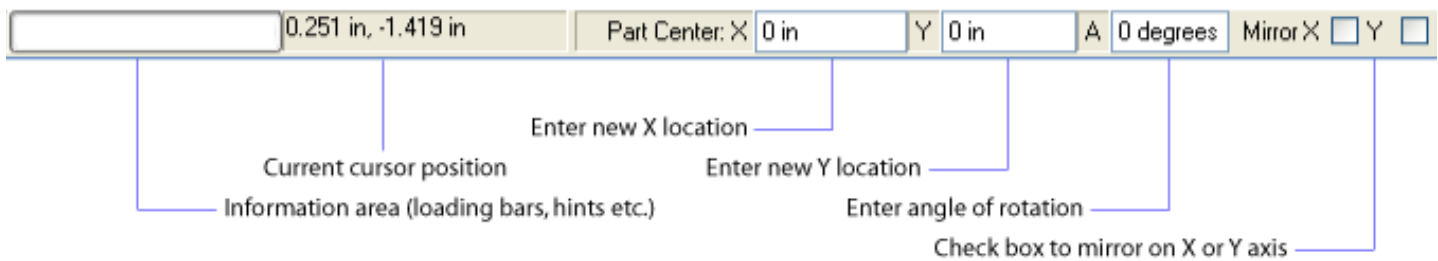 0.251 in, -1.419 in Part Center: X 0 in Y 0 in A 0 degrees Mirror X Y
Enter new X location
Current cursor position Enter new Y location
Information area (loading bars, hints etc.) Enter angle of rotation
Check box to mirror on X or Y axis